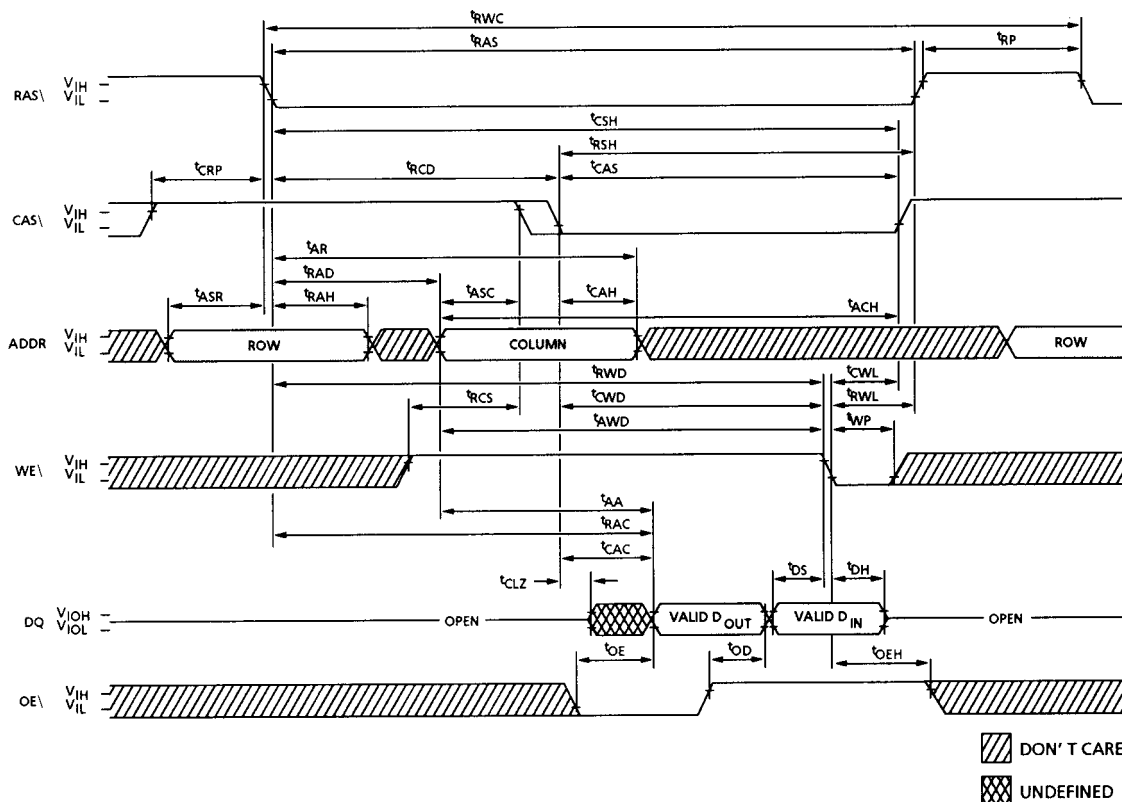 tRWC
tRAS
tRP
RAS\ VIH
VIL
tCSH
tRSH
tCRP tRCD tCAS
CAS\ VIH
VIL
tAR
tRAD
tASR tRAH tASC tCAH
tACH
ADDR VIH
VIL
ROW COLUMN ROW
tRWD tCWL
tRCS tCWD tRWL
tAWD tWP
WE\ VIH
VIL
tAA
tRAC
tCAC
tCLZ tDS tDH
DQ VIOH
VIOL
OPEN VALID DOUT VALID DIN OPEN
tOE tOD tOEH
OE\ VIH
VIL
DON'T CARE
UNDEFINED